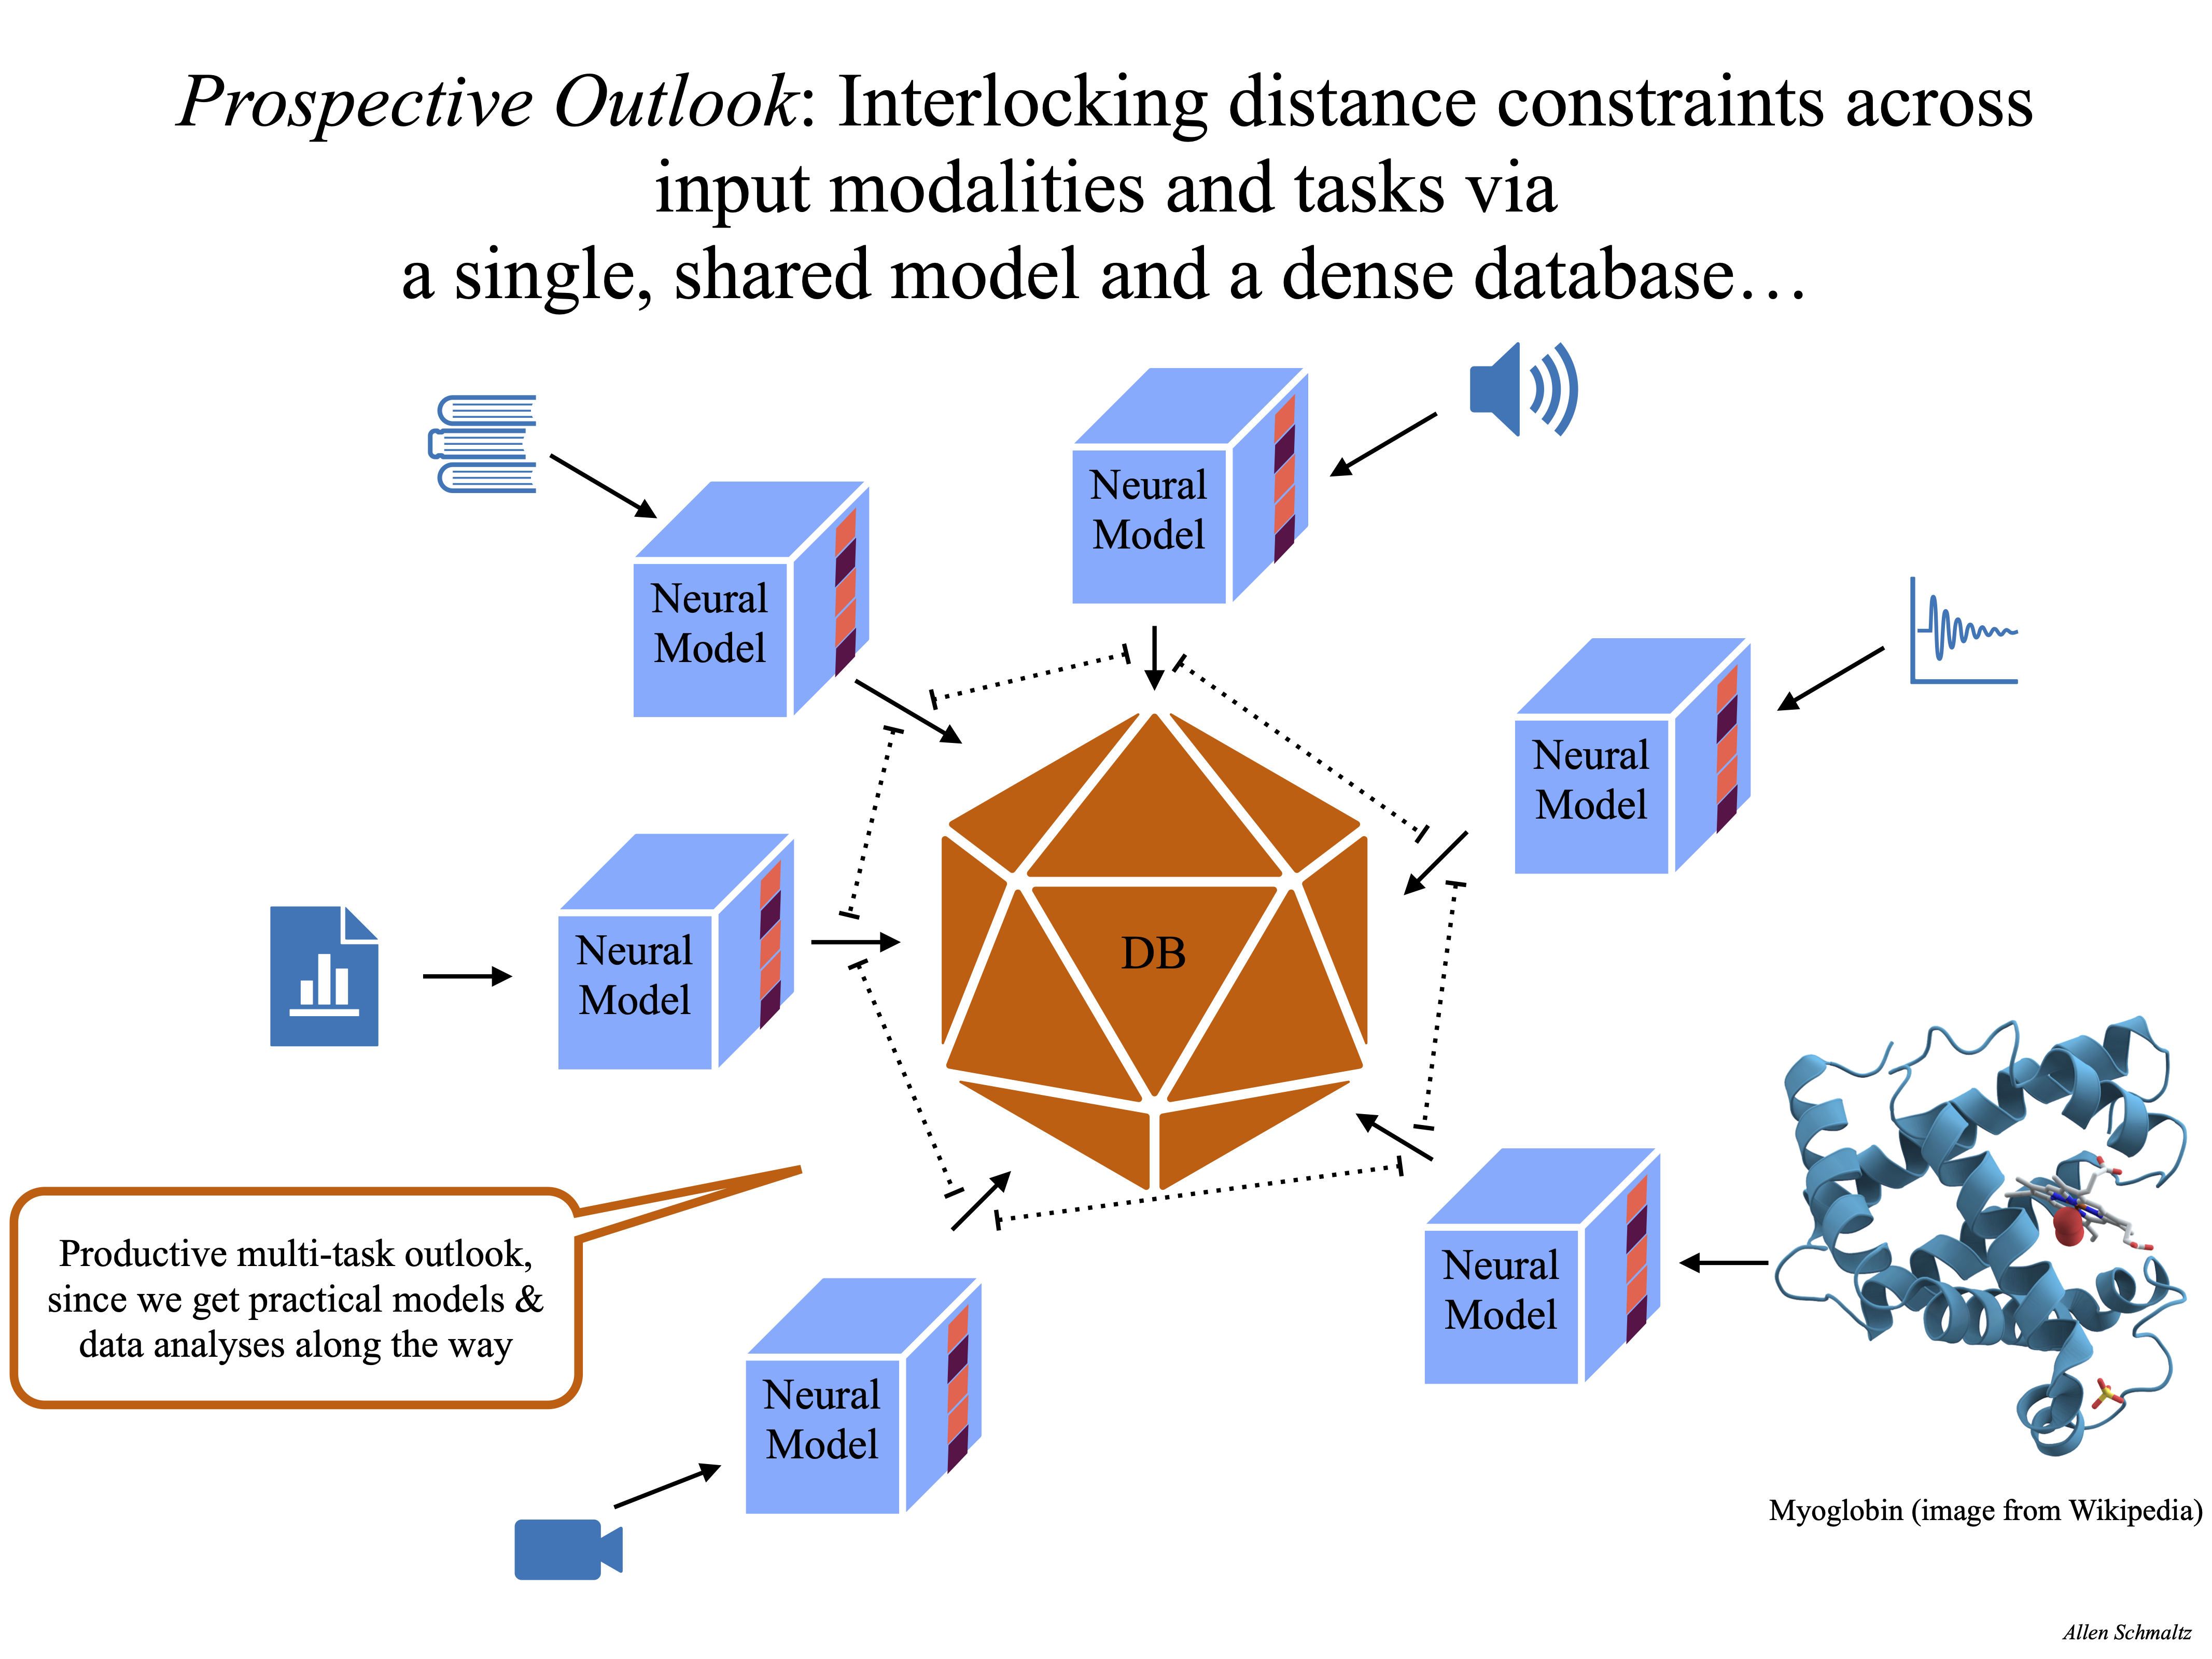 Prospective Outlook: Interlocking distance constraints across
input modalities and tasks via
a single, shared model and a dense database…
Neural
Model
Neural
Model
Neural
Model
Neural
Model
DB
Neural
Model
Neural
Model
Productive multi-task outlook,
since we get practical models &
data analyses along the way
Myoglobin (image from Wikipedia)
Allen Schmaltz